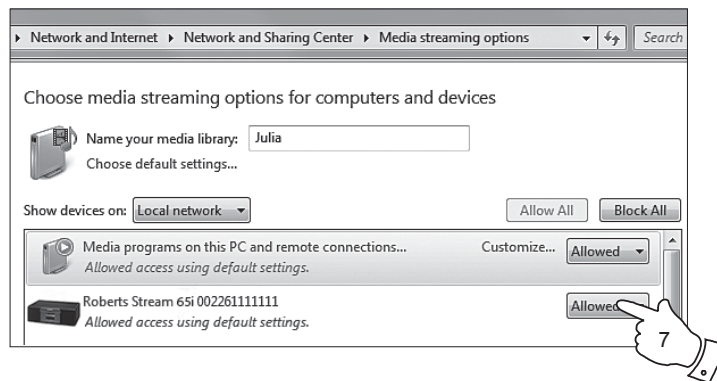 Network and Internet Network and Sharing Center Media streaming options Search
Choose media streaming options for computers and devices
Name your media library: Julia
Choose default settings...
Show devices on: Local network Allow All Block All
Media programs on this PC and remote connections... Customize... Allowed
Allowed access using default settings.
Roberts Stream 65i 002261111111 Allowed
Allowed access using default settings.
7